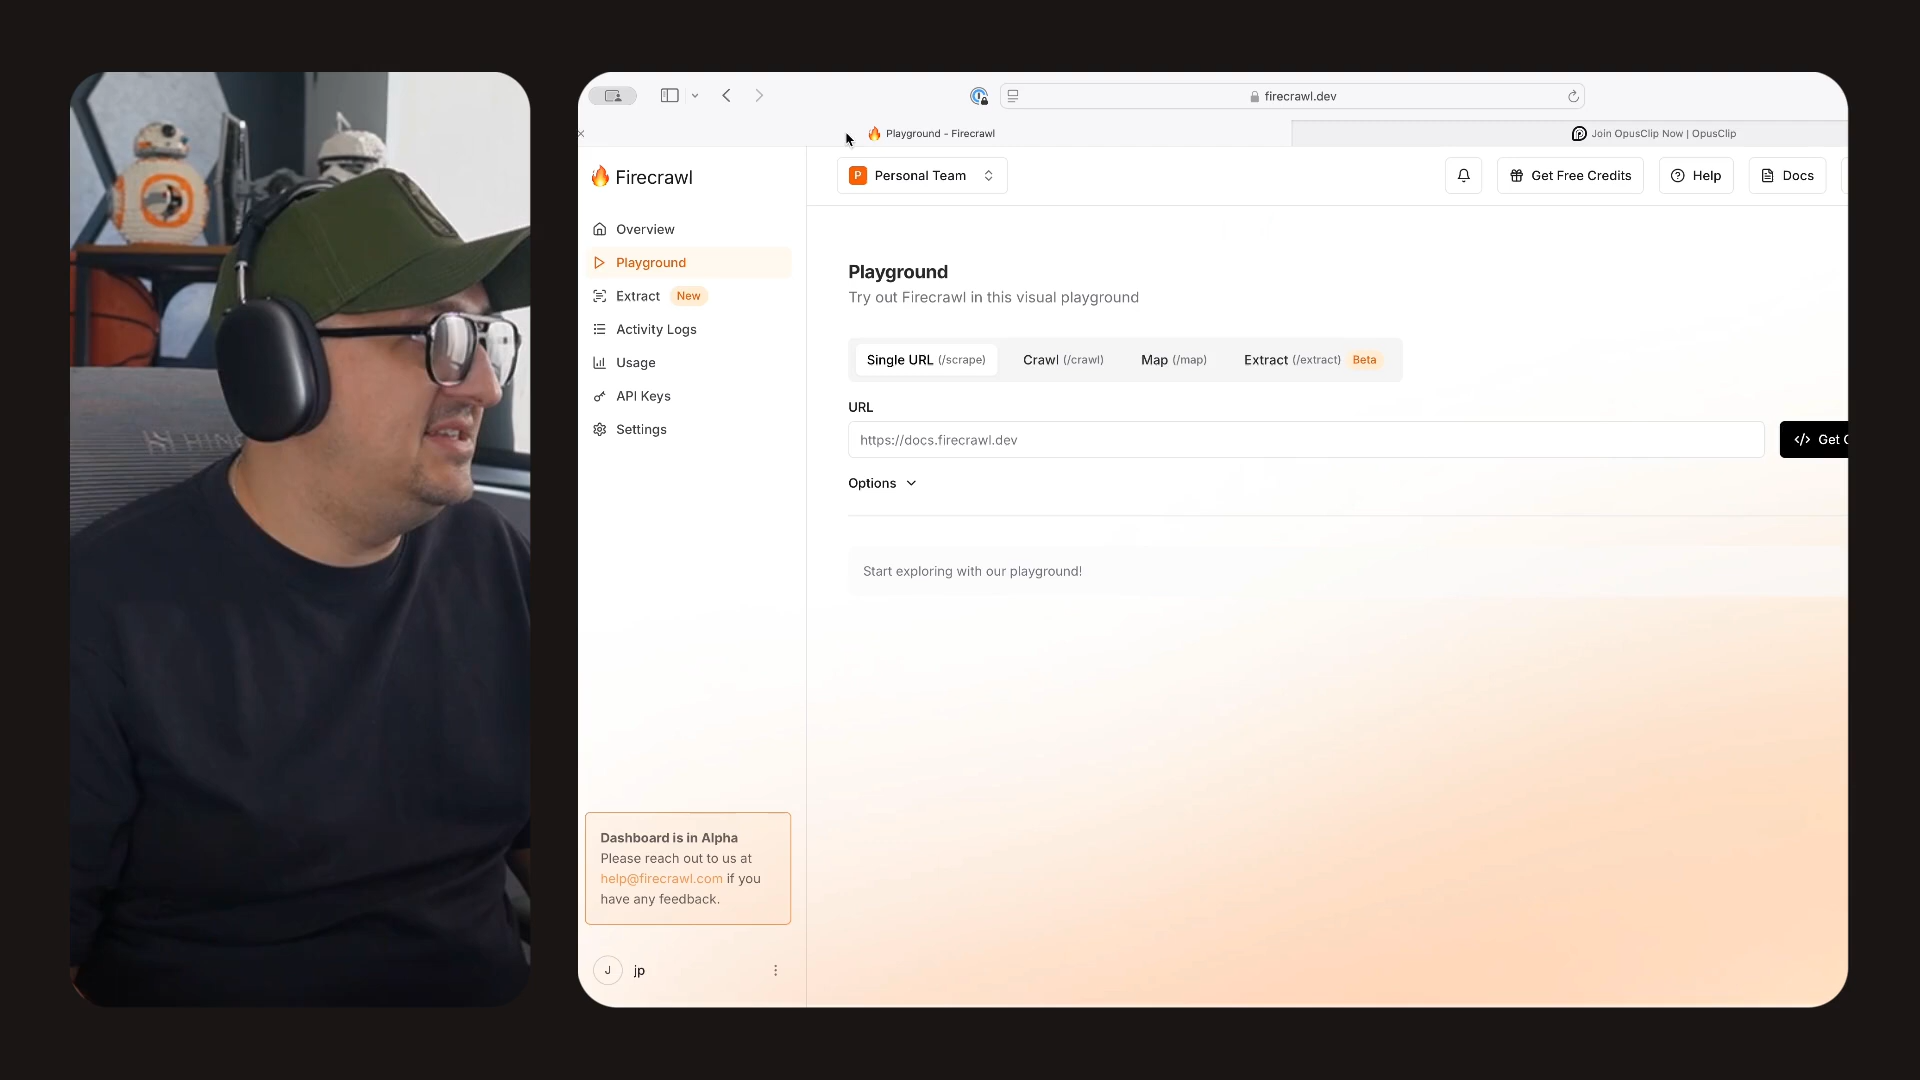 firecrawl.dev
Playground - Firecrawl
Join OpusClip Now | OpusClip
Firecrawl
P Personal Team
Get Free Credits
Help
Docs
Overview
Playground
Extract New
Activity Logs
Usage
API Keys
Settings
Playground
Try out Firecrawl in this visual playground
Single URL (/scrape)
Crawl (/crawl)
Map (/map)
Extract (/extract) Beta
URL
https://docs.firecrawl.dev
</> Get
Options
Start exploring with our playground!
Dashboard is in Alpha
Please reach out to us at
help@firecrawl.com if you
have any feedback.
J jp